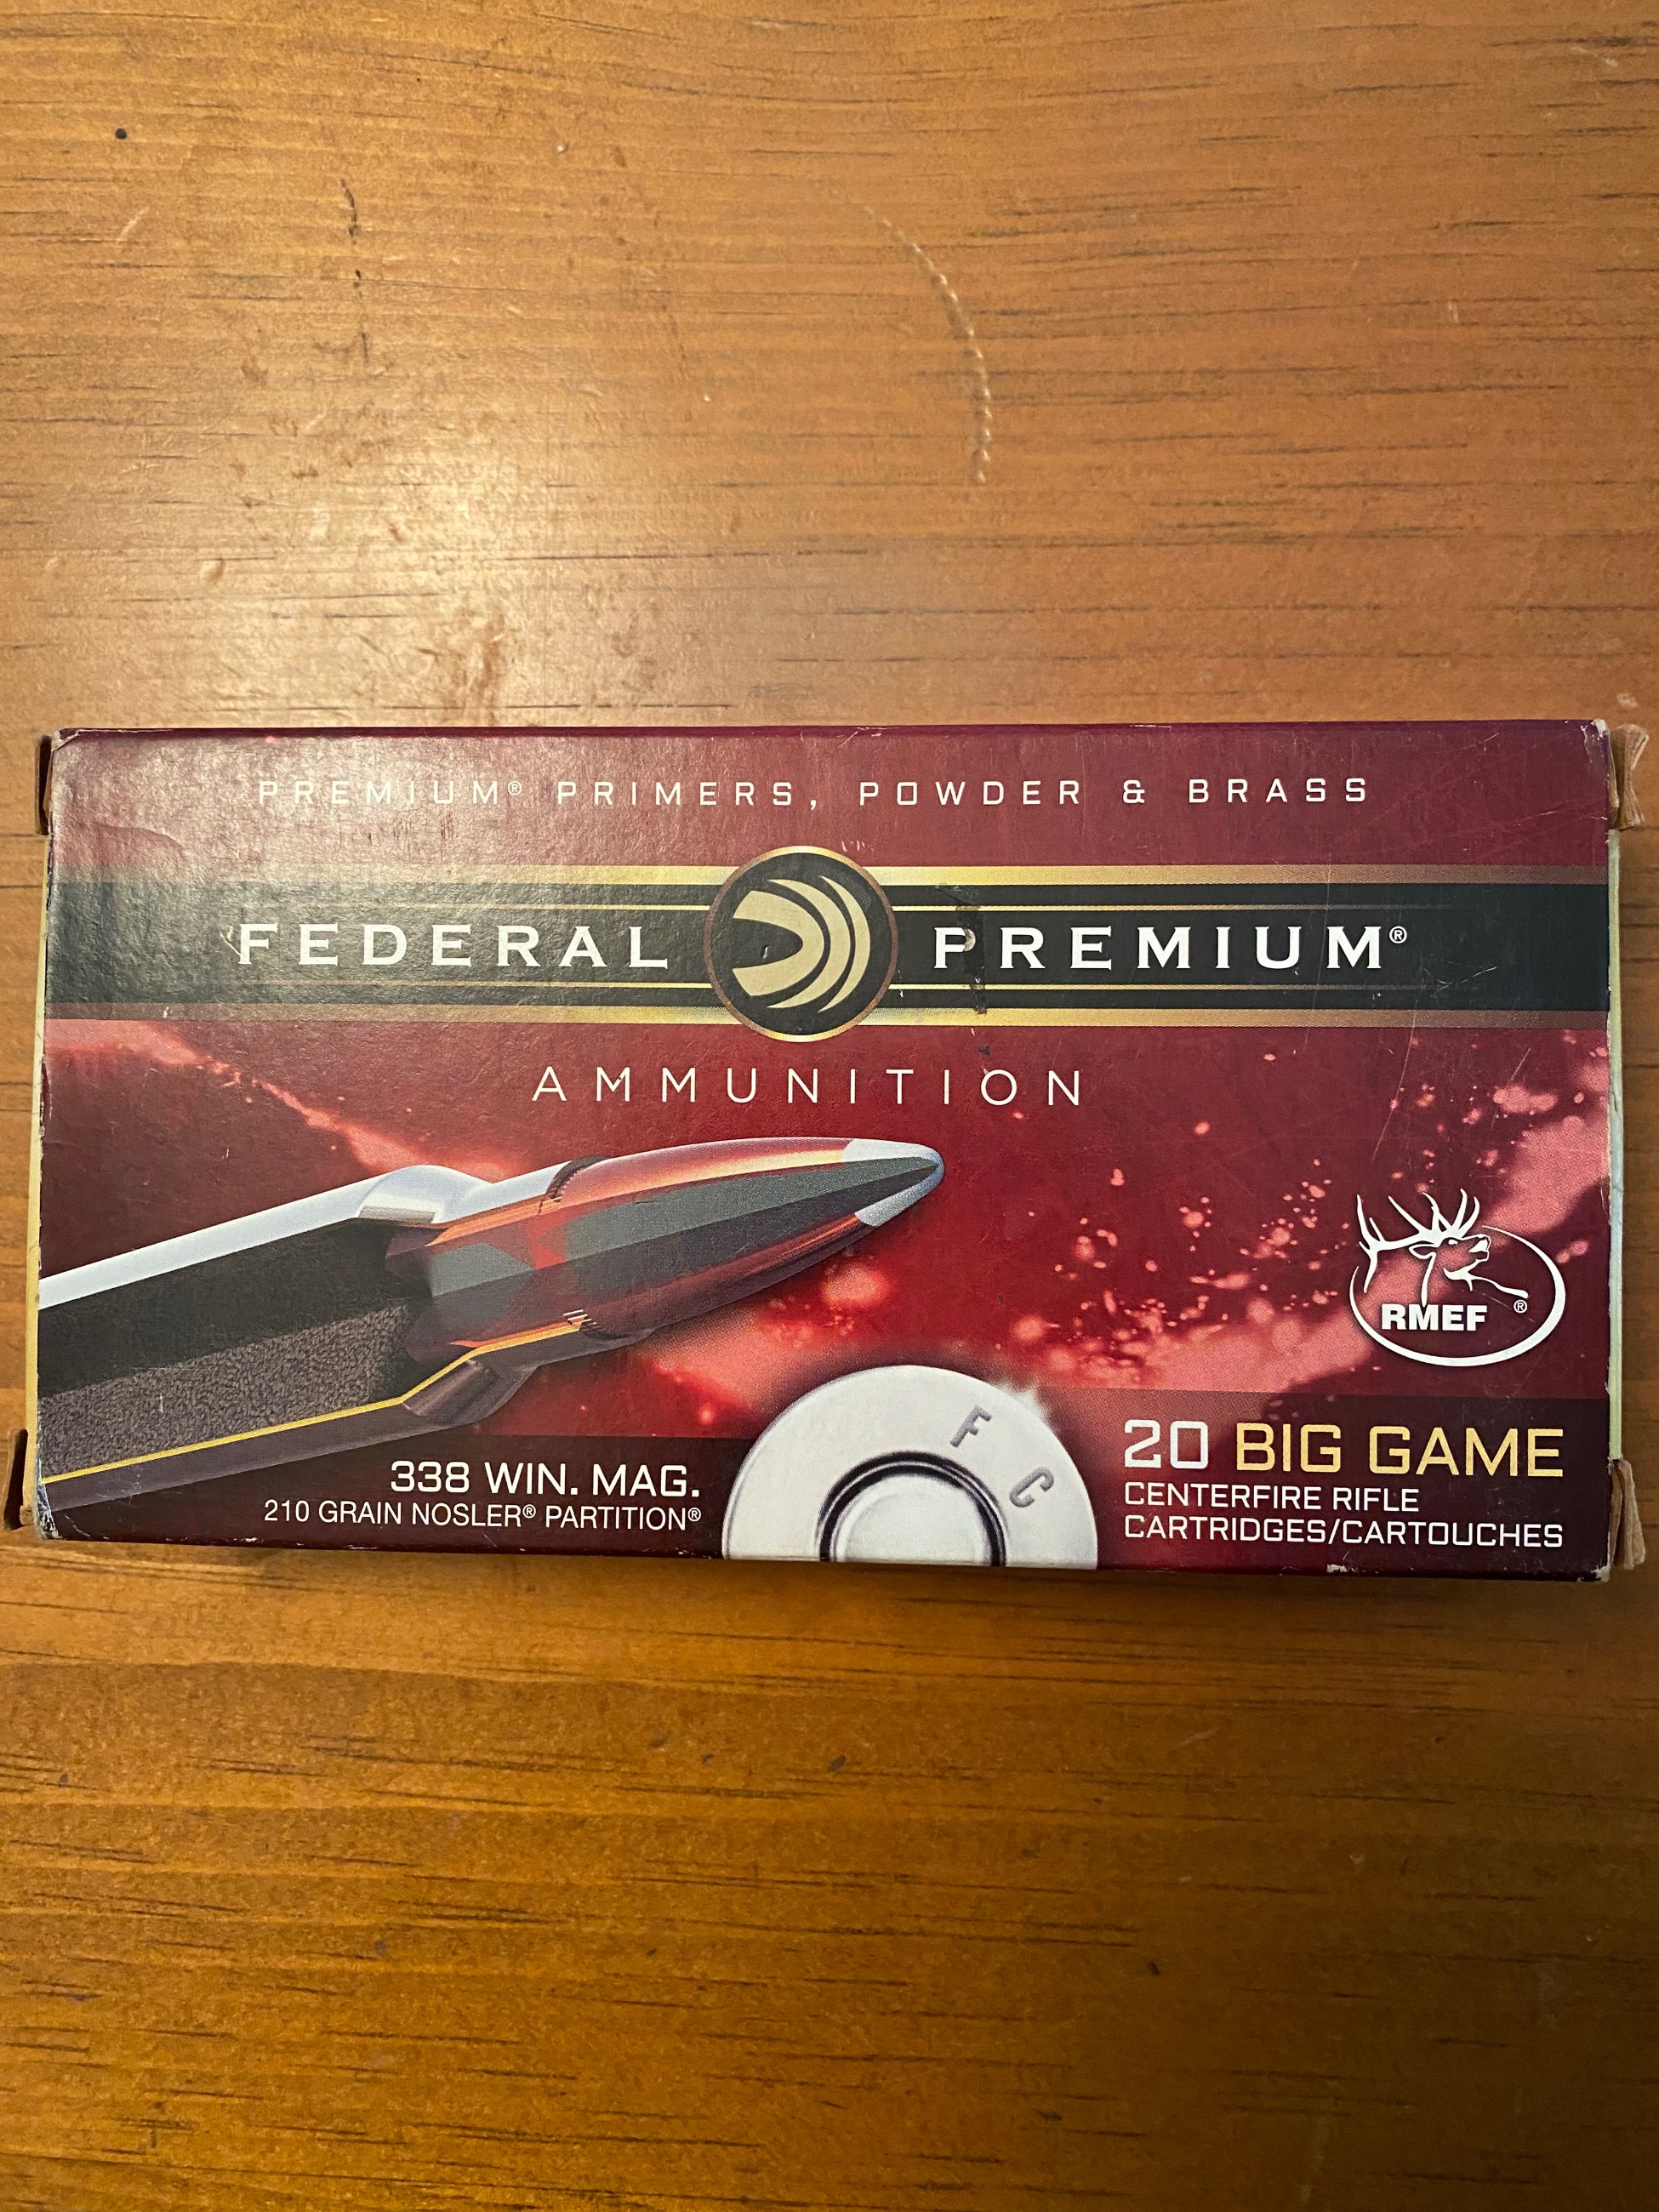 PREMIUM® PRIMERS, POWDER & BRASS
FEDERAL PREMIUM®
AMMUNITION
RMEF ®
F C
338 WIN. MAG.
210 GRAIN NOSLER® PARTITION®
20 BIG GAME
CENTERFIRE RIFLE
CARTRIDGES/CARTOUCHES